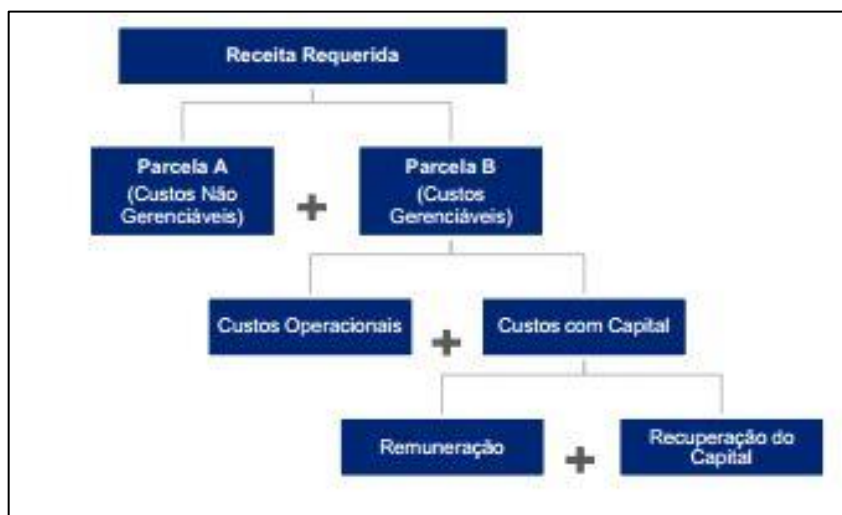 Receita Requerida
Parcela A
(Custos Não
Gerenciáveis)
Parcela B
(Custos
Gerenciáveis)
Custos Operacionais
Custos com Capital
Remuneração
Recuperação do
Capital